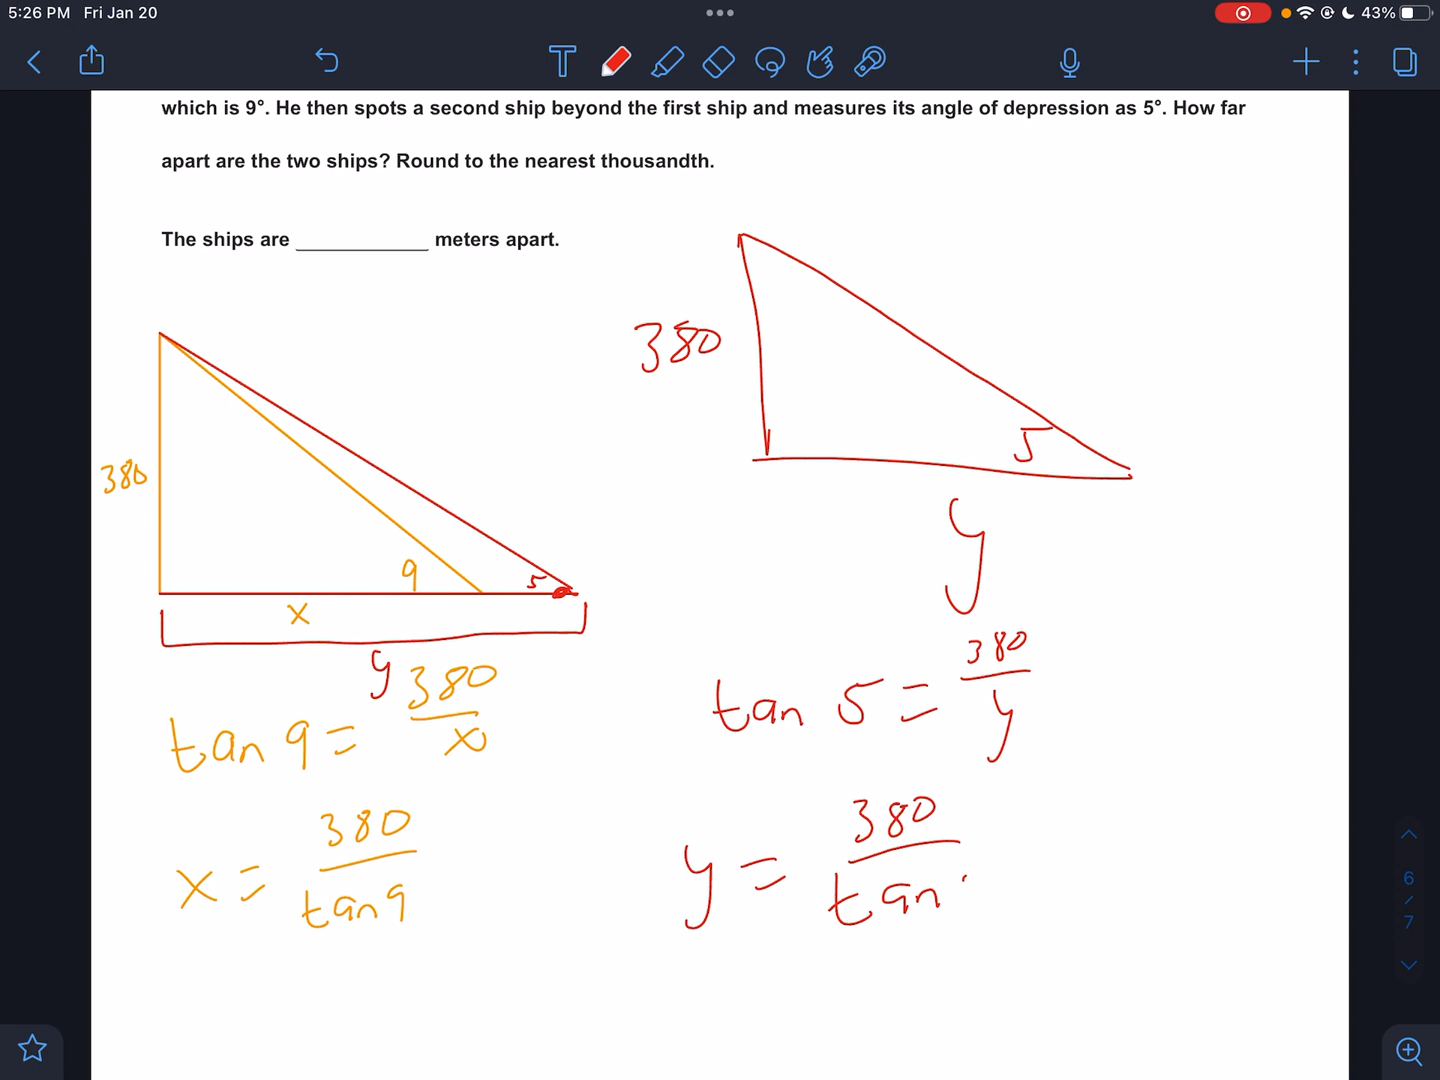 5:26 PM Fri Jan 20
43%
which is 9°. He then spots a second ship beyond the first ship and measures its angle of depression as 5°. How far
apart are the two ships? Round to the nearest thousandth.
The ships are ____________ meters apart.
380
9
5
x
y
tan 9 = 380/x
x = 380/tan 9
380
5
y
tan 5 = 380/y
y = 380/tan
6
/
7